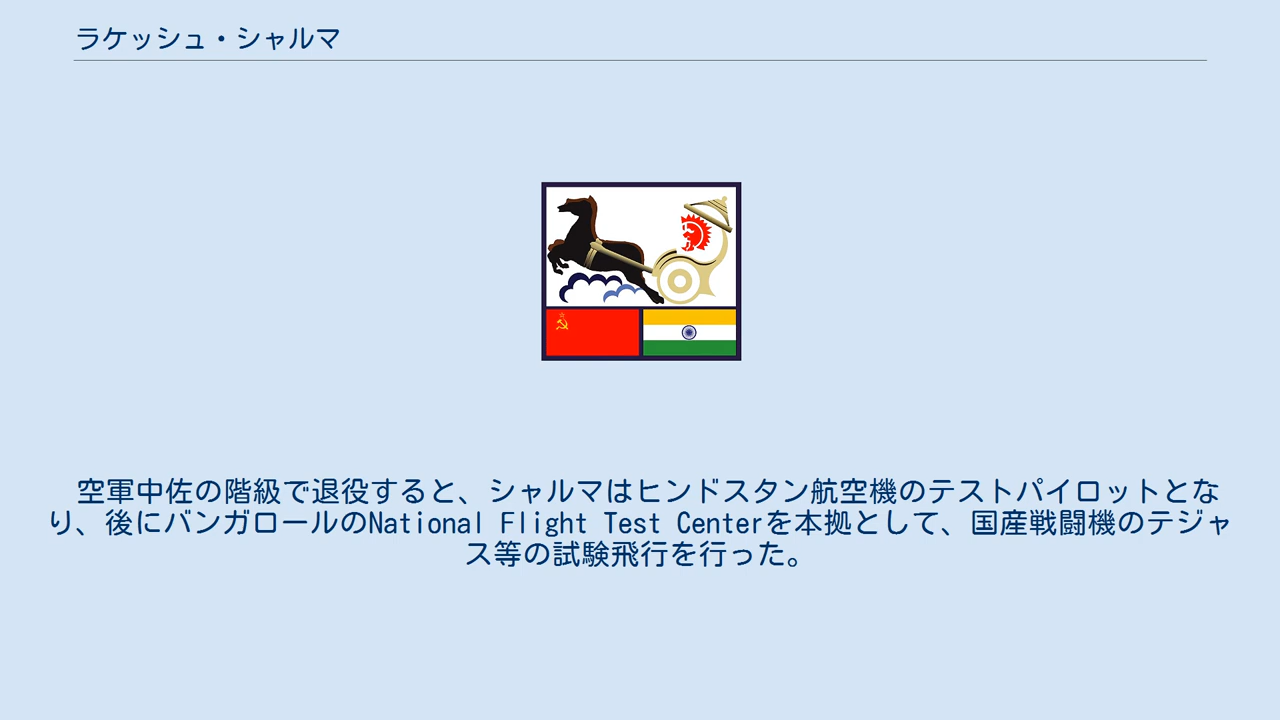 ラケッシュ・シャルマ
空軍中佐の階級で退役すると、シャルマはヒンドスタン航空機のテストパイロットとな
り、後にバンガロールのNational Flight Test Centerを本拠として、国産戦闘機のテジャ
ス等の試験飛行を行った。